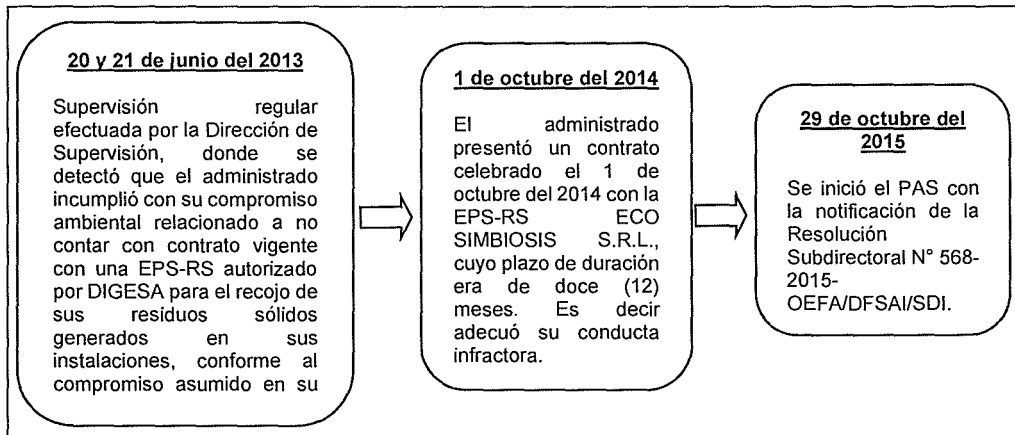 20 y 21 de junio del 2013
Supervisión regular
efectuada por la Dirección de
Supervisión, donde se
detectó que el administrado
incumplió con su compromiso
ambiental relacionado a no
contar con contrato vigente
con una EPS-RS autorizado
por DIGESA para el recojo de
sus residuos sólidos
generados en sus
instalaciones, conforme al
compromiso asumido en su
1 de octubre del 2014
El administrado
presentó un contrato
celebrado el 1 de
octubre del 2014 con la
EPS-RS ECO
SIMBIOSIS S.R.L.,
cuyo plazo de duración
era de doce (12)
meses. Es decir
adecuó su conducta
infractora.
29 de octubre del
2015
Se inició el PAS con
la notificación de la
Resolución
Subdirectoral N° 568-
2015-
OEFA/DFSAI/SDI.